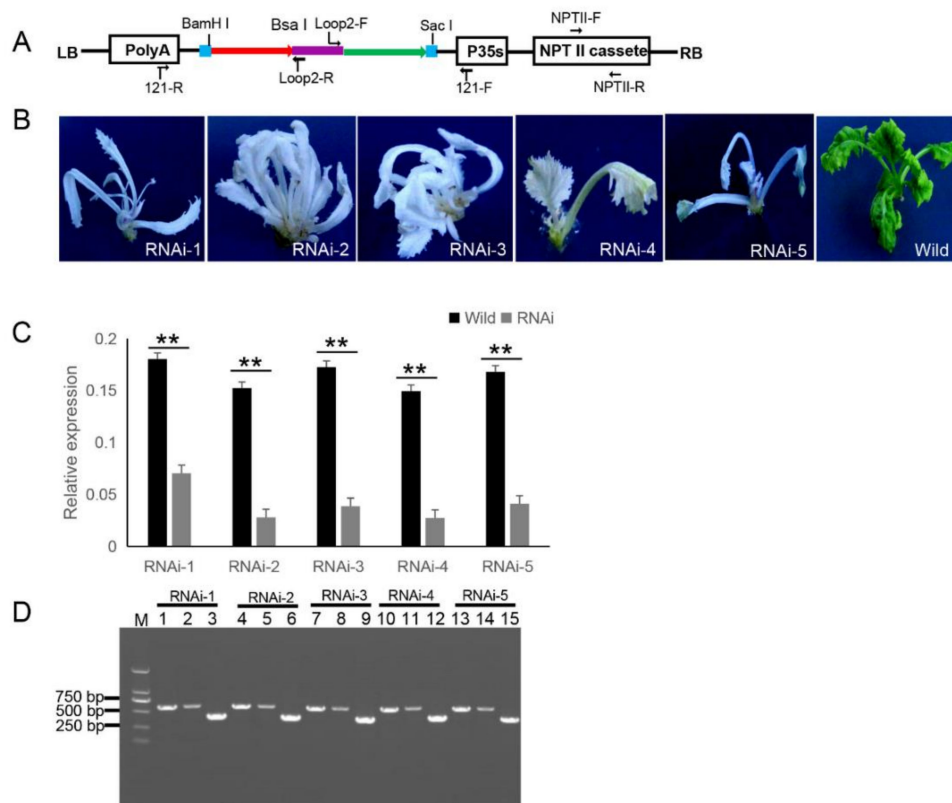 A
BamH I
Bsa I
Loop2-F
Sac I
NPTII-F
LB
PolyA
P35s
NPT II cassete
RB
121-R
Loop2-R
121-F
NPTII-R
B
RNAi-1
RNAi-2
RNAi-3
RNAi-4
RNAi-5
Wild
C
Wild
RNAi
Relative expression
0.2
0.15
0.1
0.05
0
**
**
**
**
**
RNAi-1
RNAi-2
RNAi-3
RNAi-4
RNAi-5
D
RNAi-1
RNAi-2
RNAi-3
RNAi-4
RNAi-5
M 1 2 3 4 5 6 7 8 9 10 11 12 13 14 15
750 bp
500 bp
250 bp